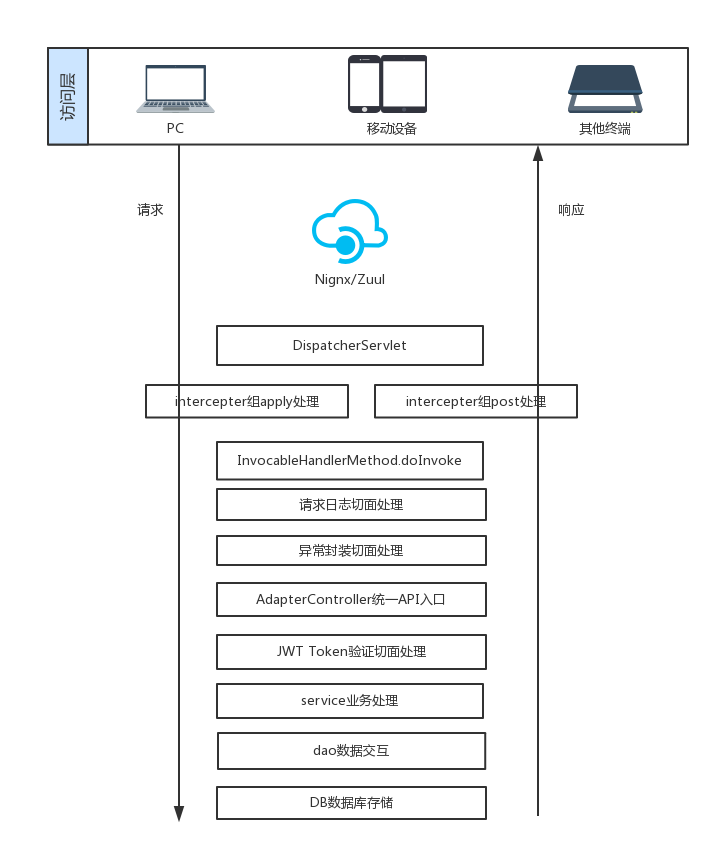 访问层
PC
移动设备
其他终端
请求
响应
Nignx/Zuul
DispatcherServlet
intercepter组apply处理
intercepter组post处理
InvocableHandlerMethod.doInvoke
请求日志切面处理
异常封装切面处理
AdapterController统一API入口
JWT Token验证切面处理
service业务处理
dao数据交互
DB数据库存储